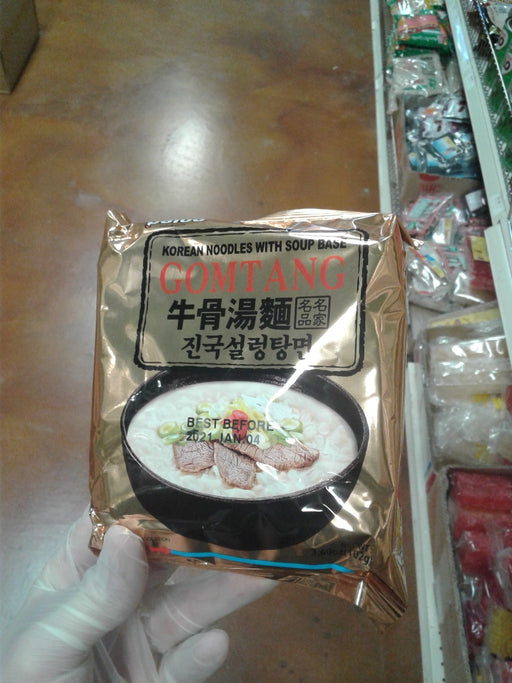 KOREAN NOODLES WITH SOUP BASE
GOMTANG
牛骨湯麵 名品 名家
진국설렁탕면
BEST BEFORE
2021 JAN 04